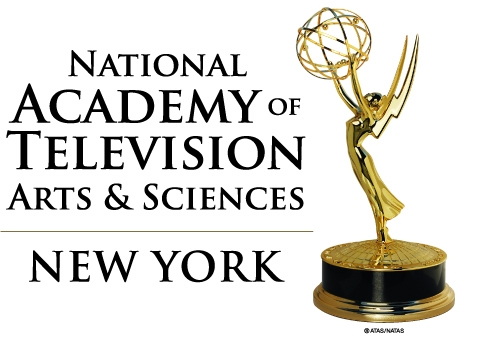 NATIONAL
ACADEMY OF
TELEVISION
ARTS & SCIENCES
NEW YORK
© ATAS/NATAS